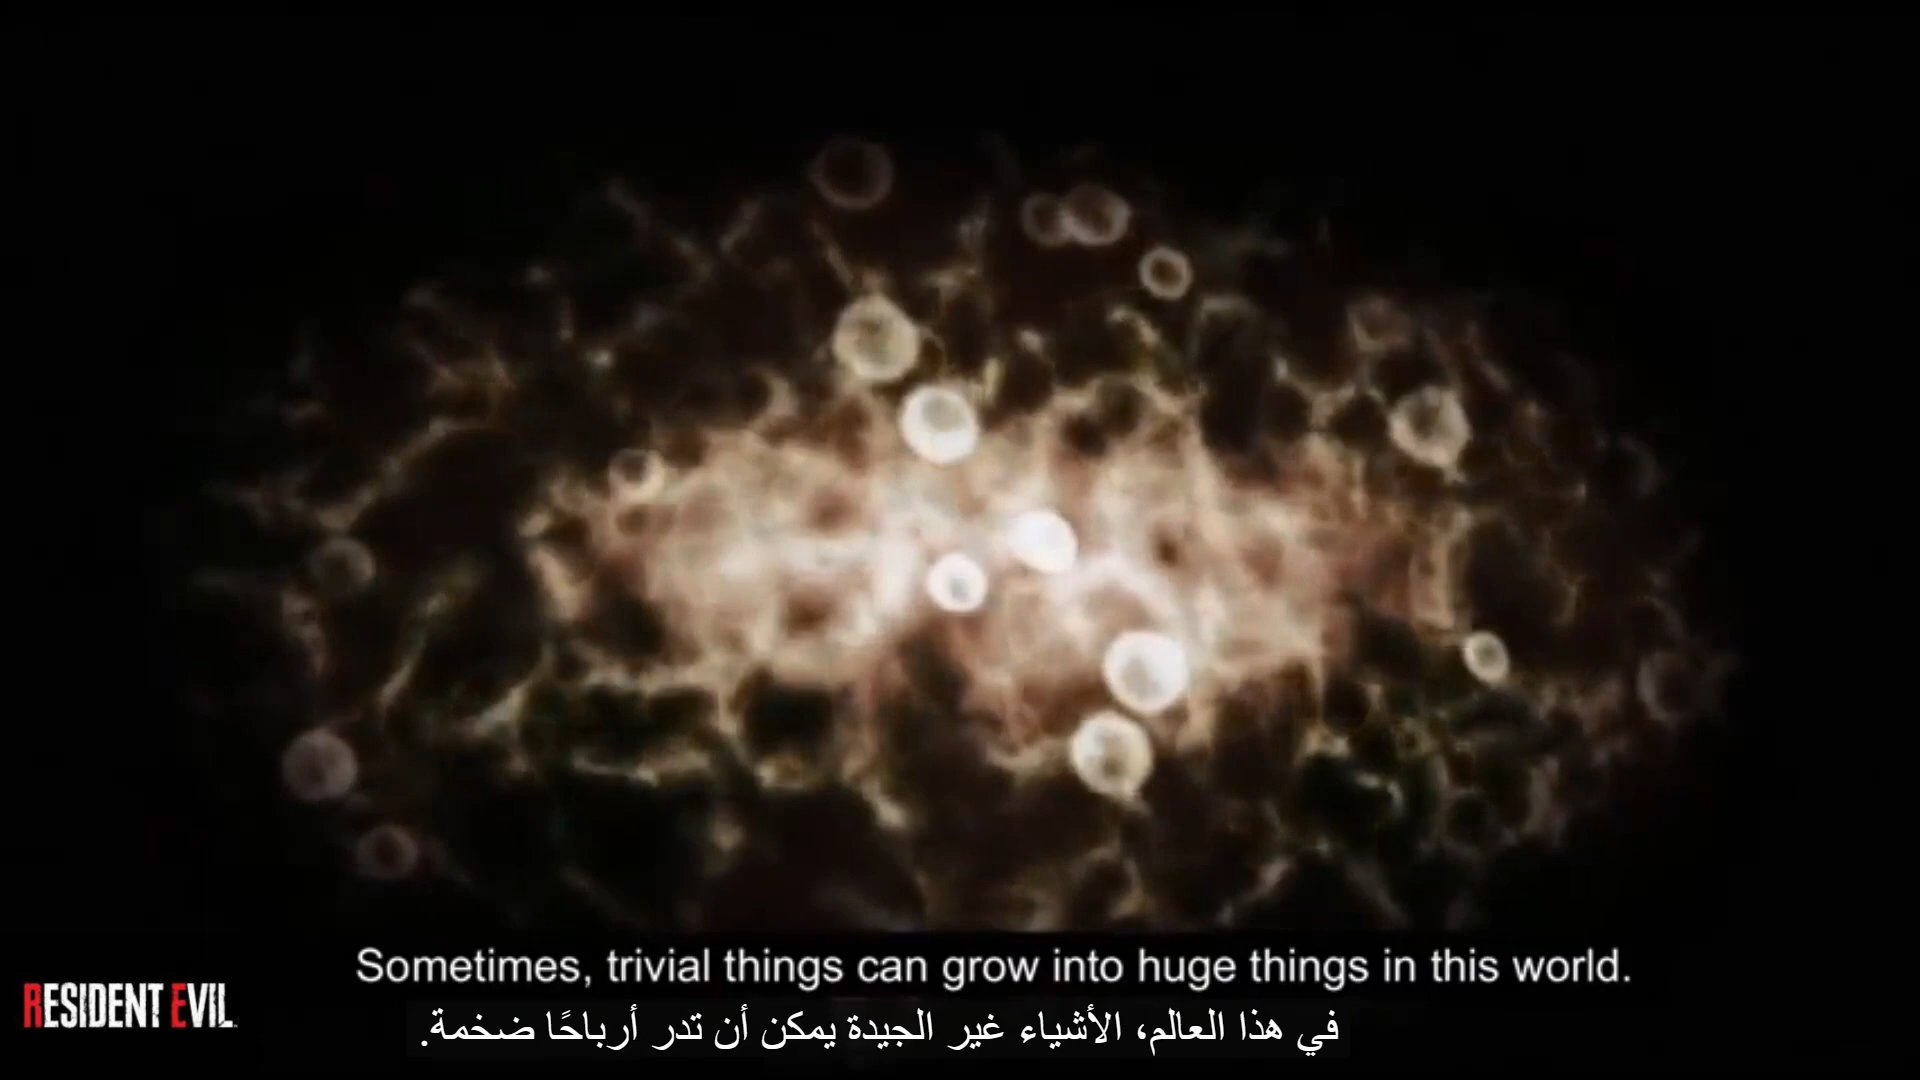 Sometimes, trivial things can grow into huge things in this world.
RESIDENT EVIL
في هذا العالم، الأشياء غير الجيدة يمكن أن تدر أرباحًا ضخمة.